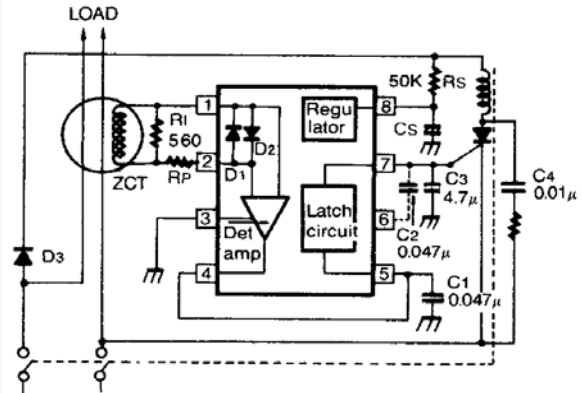 LOAD
50K
RS
1
8
RI
560
Regu
lator
CS
D2
D1
2
7
RP
ZCT
C3
4.7μ
C4
0.01μ
3
Latch
circuit
6
C2
0.047μ
Det
amp
D3
4
5
C1
0.047μ